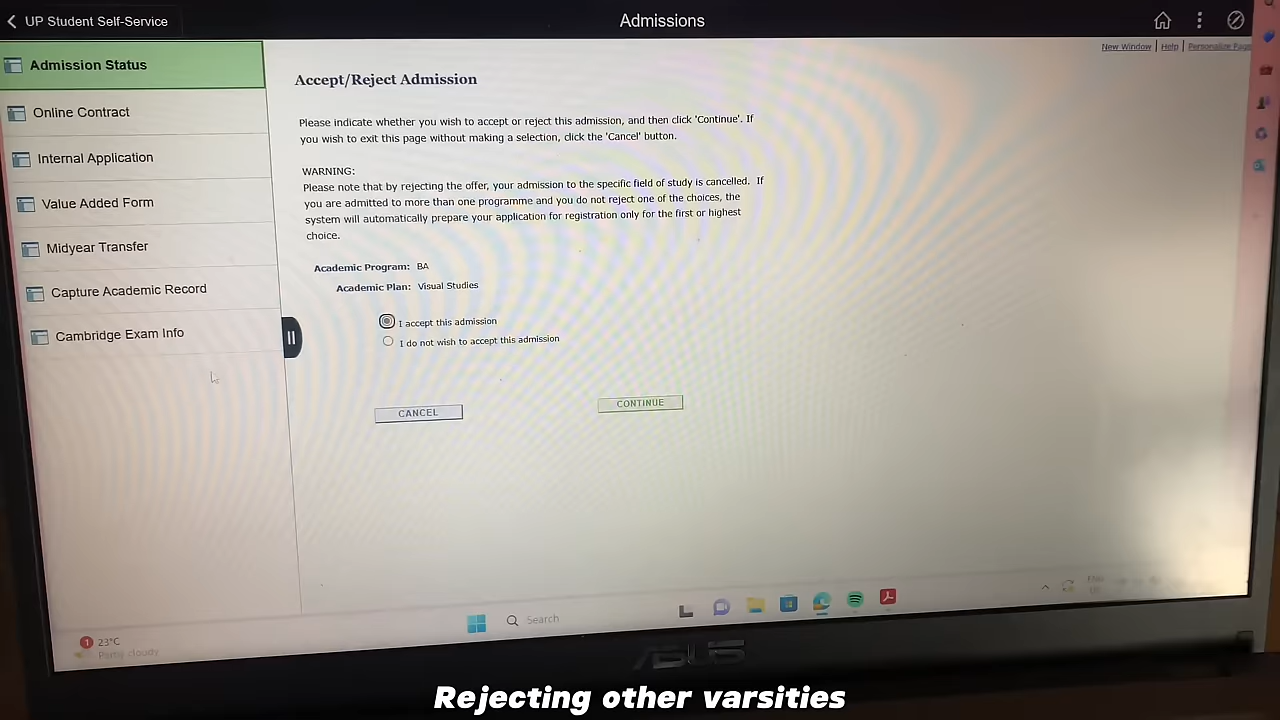 UP Student Self-Service
Admissions
New Window | Help | Personalize Page
Admission Status
Online Contract
Internal Application
Value Added Form
Midyear Transfer
Capture Academic Record
Cambridge Exam Info
Accept/Reject Admission
Please indicate whether you wish to accept or reject this admission, and then click 'Continue'. If
you wish to exit this page without making a selection, click the 'Cancel' button.
WARNING:
Please note that by rejecting the offer, your admission to the specific field of study is cancelled. If
you are admitted to more than one programme and you do not reject one of the choices, the
system will automatically prepare your application for registration only for the first or highest
choice.
Academic Program: BA
Academic Plan: Visual Studies
I accept this admission
I do not wish to accept this admission
CANCEL
CONTINUE
1
23°C
Partly cloudy
Search
ENG
ASUS
Rejecting other varsities